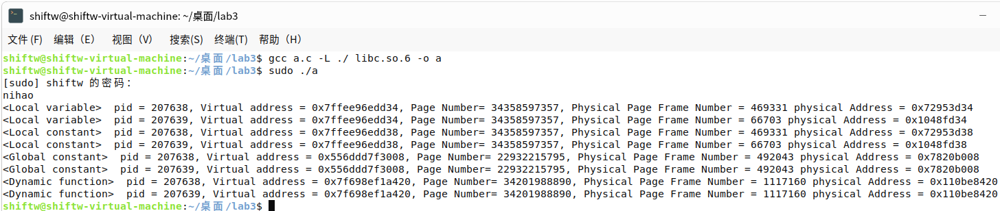 shiftw@shiftw-virtual-machine: ~/桌面/lab3
文件 (F) 编辑（E） 视图（V） 搜索(S) 终端(T) 帮助（H）
shiftw@shiftw-virtual-machine:~/桌面/lab3$ gcc a.c -L ./ libc.so.6 -o a
shiftw@shiftw-virtual-machine:~/桌面/lab3$ sudo ./a
[sudo] shiftw 的密码：
nihao
<Local variable>  pid = 207638, Virtual address = 0x7ffee96edd34, Page Number= 34358597357, Physical Page Frame Number = 469331 physical Address = 0x72953d34
<Local variable>  pid = 207639, Virtual address = 0x7ffee96edd34, Page Number= 34358597357, Physical Page Frame Number = 66703 physical Address = 0x1048fd34
<Local constant>  pid = 207638, Virtual address = 0x7ffee96edd38, Page Number= 34358597357, Physical Page Frame Number = 469331 physical Address = 0x72953d38
<Local constant>  pid = 207639, Virtual address = 0x7ffee96edd38, Page Number= 34358597357, Physical Page Frame Number = 66703 physical Address = 0x1048fd38
<Global constant>  pid = 207638, Virtual address = 0x556ddd7f3008, Page Number= 22932215795, Physical Page Frame Number = 492043 physical Address = 0x7820b008
<Global constant>  pid = 207639, Virtual address = 0x556ddd7f3008, Page Number= 22932215795, Physical Page Frame Number = 492043 physical Address = 0x7820b008
<Dynamic function>  pid = 207638, Virtual address = 0x7f698ef1a420, Page Number= 34201988890, Physical Page Frame Number = 1117160 physical Address = 0x110be8420
<Dynamic function>  pid = 207639, Virtual address = 0x7f698ef1a420, Page Number= 34201988890, Physical Page Frame Number = 1117160 physical Address = 0x110be8420
shiftw@shiftw-virtual-machine:~/桌面/lab3$